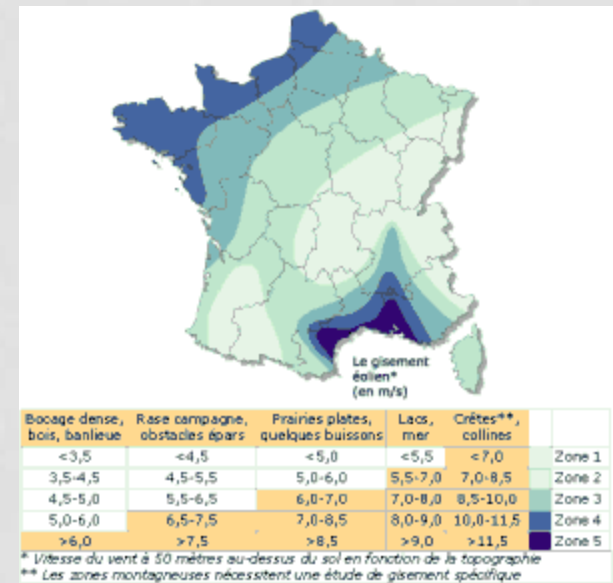 Le gisement
éolien*
(en m/s)
Bocage dense, Rase campagne, Prairies plates, Lacs, Crêtes**,
bois, banlieue obstacles épars quelques buissons mer collines
<3,5 <4,5 <5,0 <5,5 <7,0 Zone 1
3,5-4,5 4,5-5,5 5,0-6,0 5,5-7,0 7,0-8,5 Zone 2
4,5-5,0 5,5-6,5 6,0-7,0 7,0-8,0 8,5-10,0 Zone 3
5,0-6,0 6,5-7,5 7,0-8,5 8,0-9,0 10,0-11,5 Zone 4
>6,0 >7,5 >8,5 >9,0 >11,5 Zone 5
* Vitesse du vent à 50 mètres au-dessus du sol en fonction de la topographie
** Les zones montagneuses nécessitent une étude de gisement spécifique